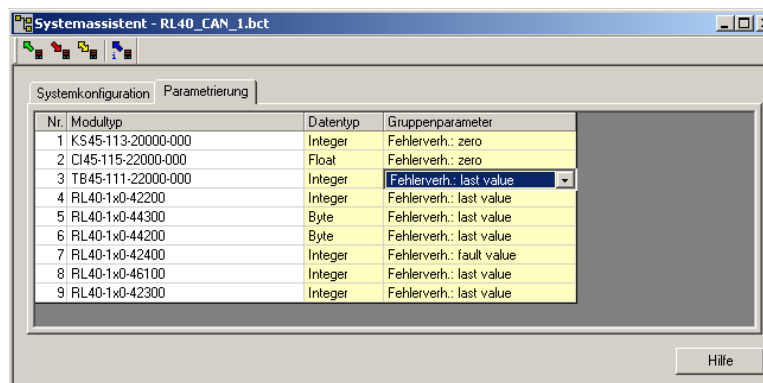 Systemassistent - RL40_CAN_1.bct
Systemkonfiguration Parametrierung
Nr. Modultyp Datentyp Gruppenparameter
1 KS45-113-20000-000 Integer Fehlerverh.: zero
2 CI45-115-22000-000 Float Fehlerverh.: zero
3 TB45-111-22000-000 Integer Fehlerverh.: last value
4 RL40-1x0-42200 Integer Fehlerverh.: last value
5 RL40-1x0-44300 Byte Fehlerverh.: last value
6 RL40-1x0-44200 Byte Fehlerverh.: last value
7 RL40-1x0-42400 Integer Fehlerverh.: fault value
8 RL40-1x0-46100 Integer Fehlerverh.: last value
9 RL40-1x0-42300 Integer Fehlerverh.: last value
Hilfe